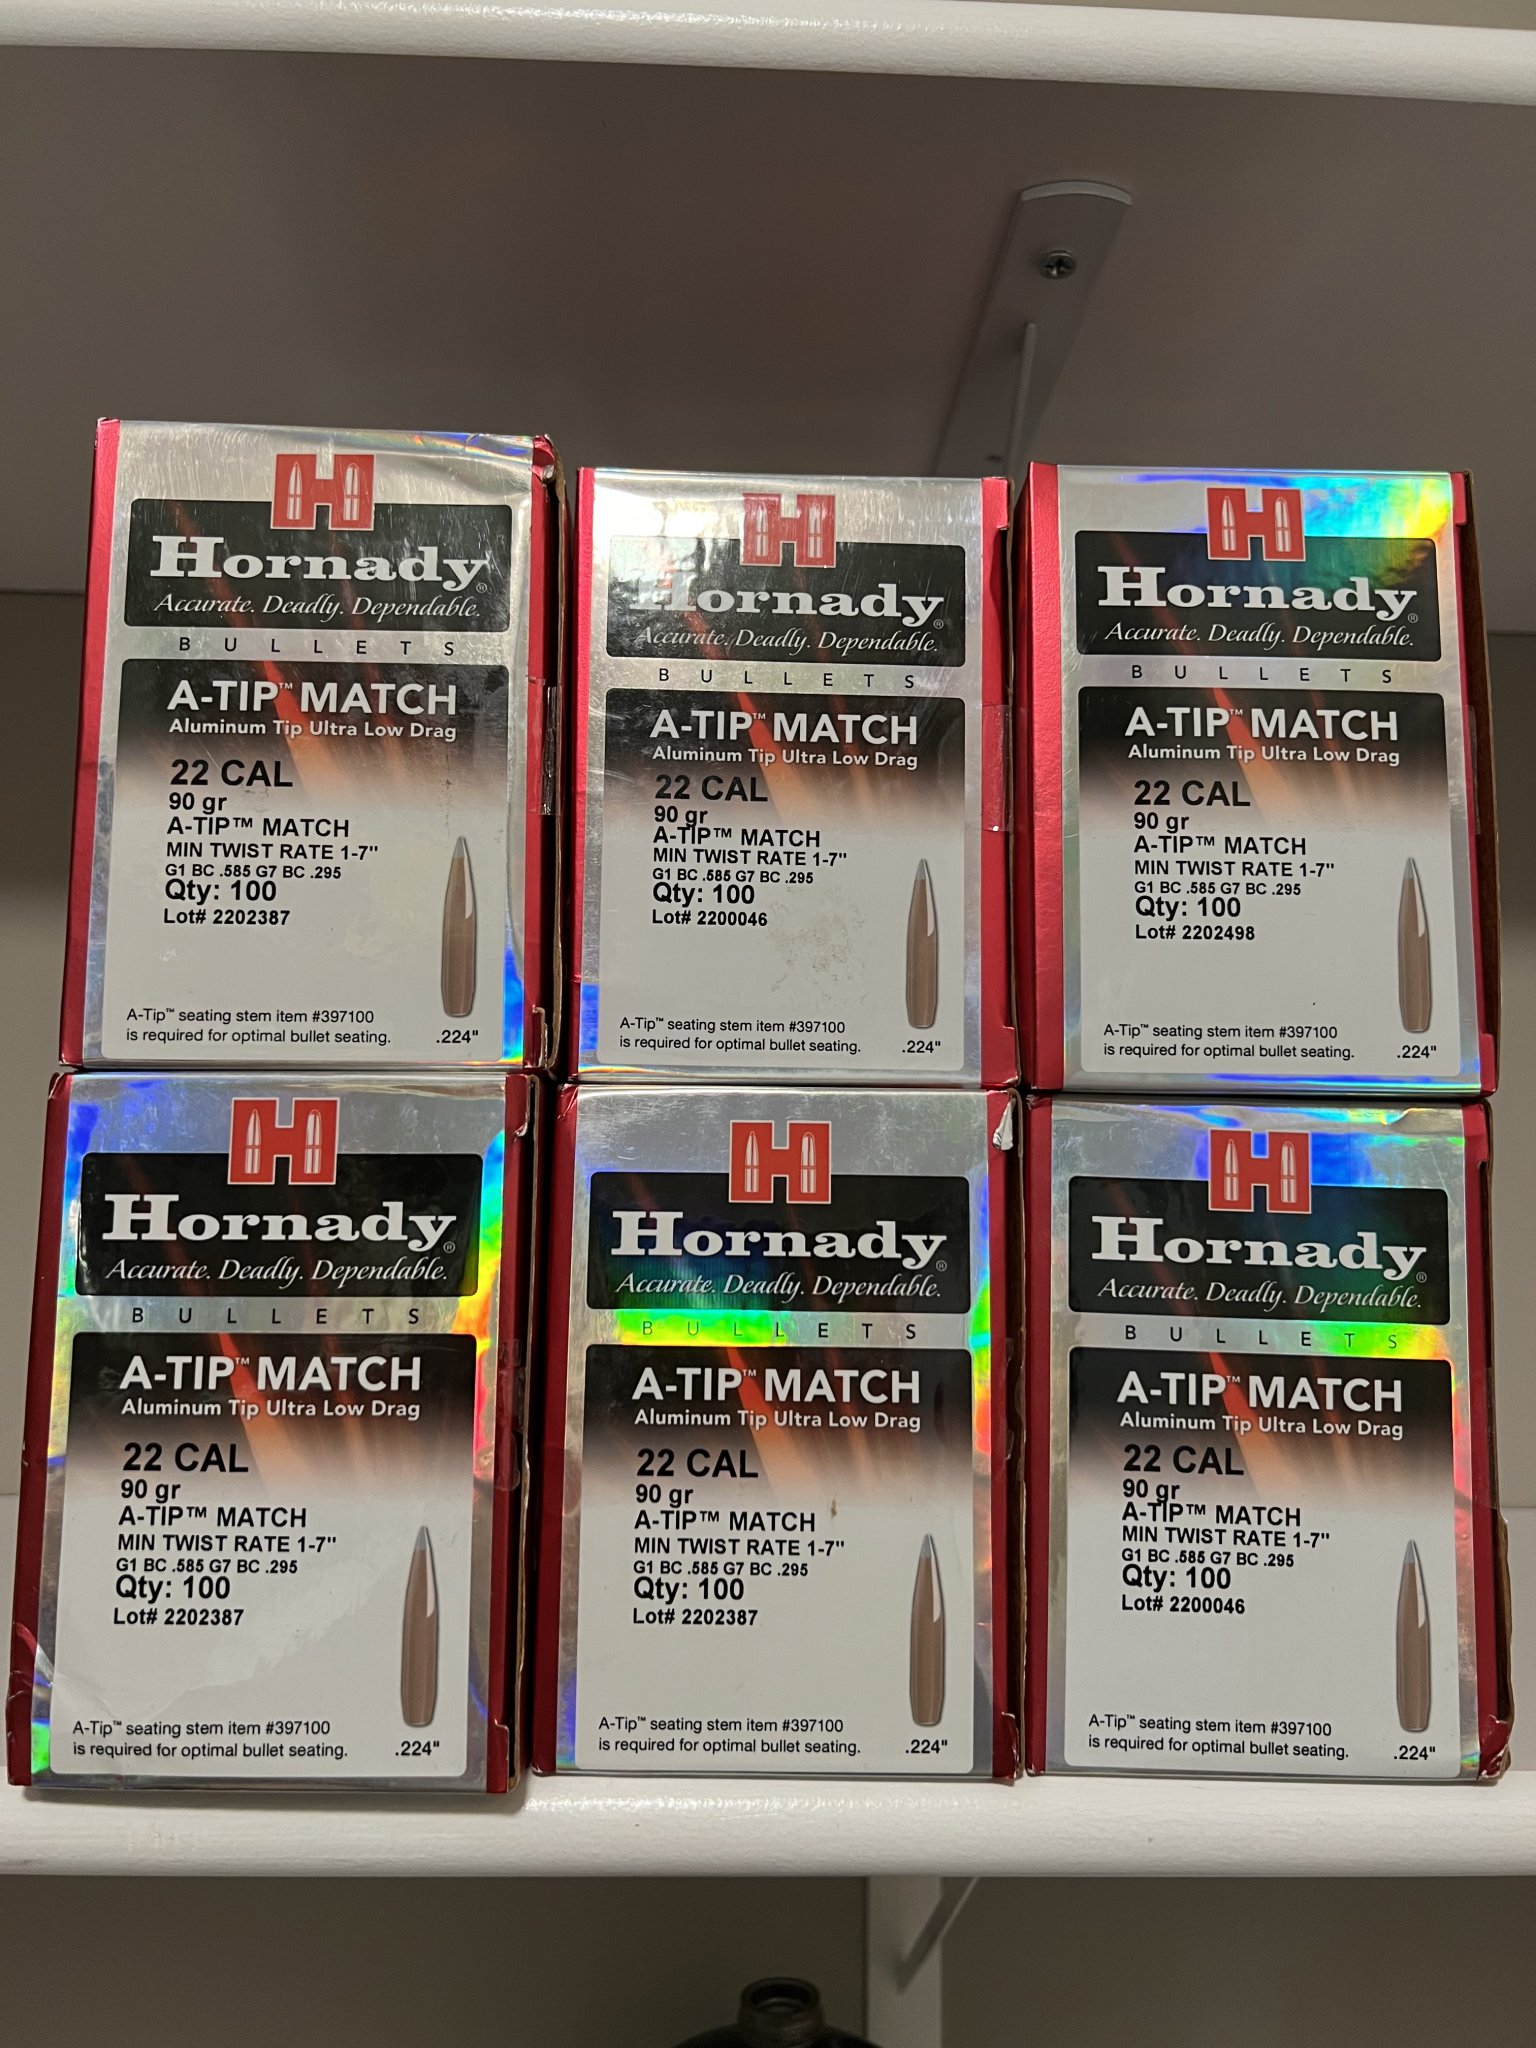 Hornady®
Accurate. Deadly. Dependable.
BULLETS
A-TIP™ MATCH
Aluminum Tip Ultra Low Drag
22 CAL
90 gr
A-TIP™ MATCH
MIN TWIST RATE 1-7"
G1 BC .585 G7 BC .295
Qty: 100
Lot# 2202387
A-Tip™ seating stem item #397100
is required for optimal bullet seating.
.224"
Hornady®
Accurate. Deadly. Dependable.
BULLETS
A-TIP™ MATCH
Aluminum Tip Ultra Low Drag
22 CAL
90 gr
A-TIP™ MATCH
MIN TWIST RATE 1-7"
G1 BC .585 G7 BC .295
Qty: 100
Lot# 2200046
A-Tip™ seating stem item #397100
is required for optimal bullet seating.
.224"
Hornady®
Accurate. Deadly. Dependable.
BULLETS
A-TIP™ MATCH
Aluminum Tip Ultra Low Drag
22 CAL
90 gr
A-TIP™ MATCH
MIN TWIST RATE 1-7"
G1 BC .585 G7 BC .295
Qty: 100
Lot# 2202498
A-Tip™ seating stem item #397100
is required for optimal bullet seating.
.224"
Hornady®
Accurate. Deadly. Dependable.
BULLETS
A-TIP™ MATCH
Aluminum Tip Ultra Low Drag
22 CAL
90 gr
A-TIP™ MATCH
MIN TWIST RATE 1-7"
G1 BC .585 G7 BC .295
Qty: 100
Lot# 2202387
A-Tip™ seating stem item #397100
is required for optimal bullet seating.
.224"
Hornady®
Accurate. Deadly. Dependable.
BULLETS
A-TIP™ MATCH
Aluminum Tip Ultra Low Drag
22 CAL
90 gr
A-TIP™ MATCH
MIN TWIST RATE 1-7"
G1 BC .585 G7 BC .295
Qty: 100
Lot# 2202387
A-Tip™ seating stem item #397100
is required for optimal bullet seating.
.224"
Hornady®
Accurate. Deadly. Dependable.
BULLETS
A-TIP™ MATCH
Aluminum Tip Ultra Low Drag
22 CAL
90 gr
A-TIP™ MATCH
MIN TWIST RATE 1-7"
G1 BC .585 G7 BC .295
Qty: 100
Lot# 2200046
A-Tip™ seating stem item #397100
is required for optimal bullet seating.
.224"